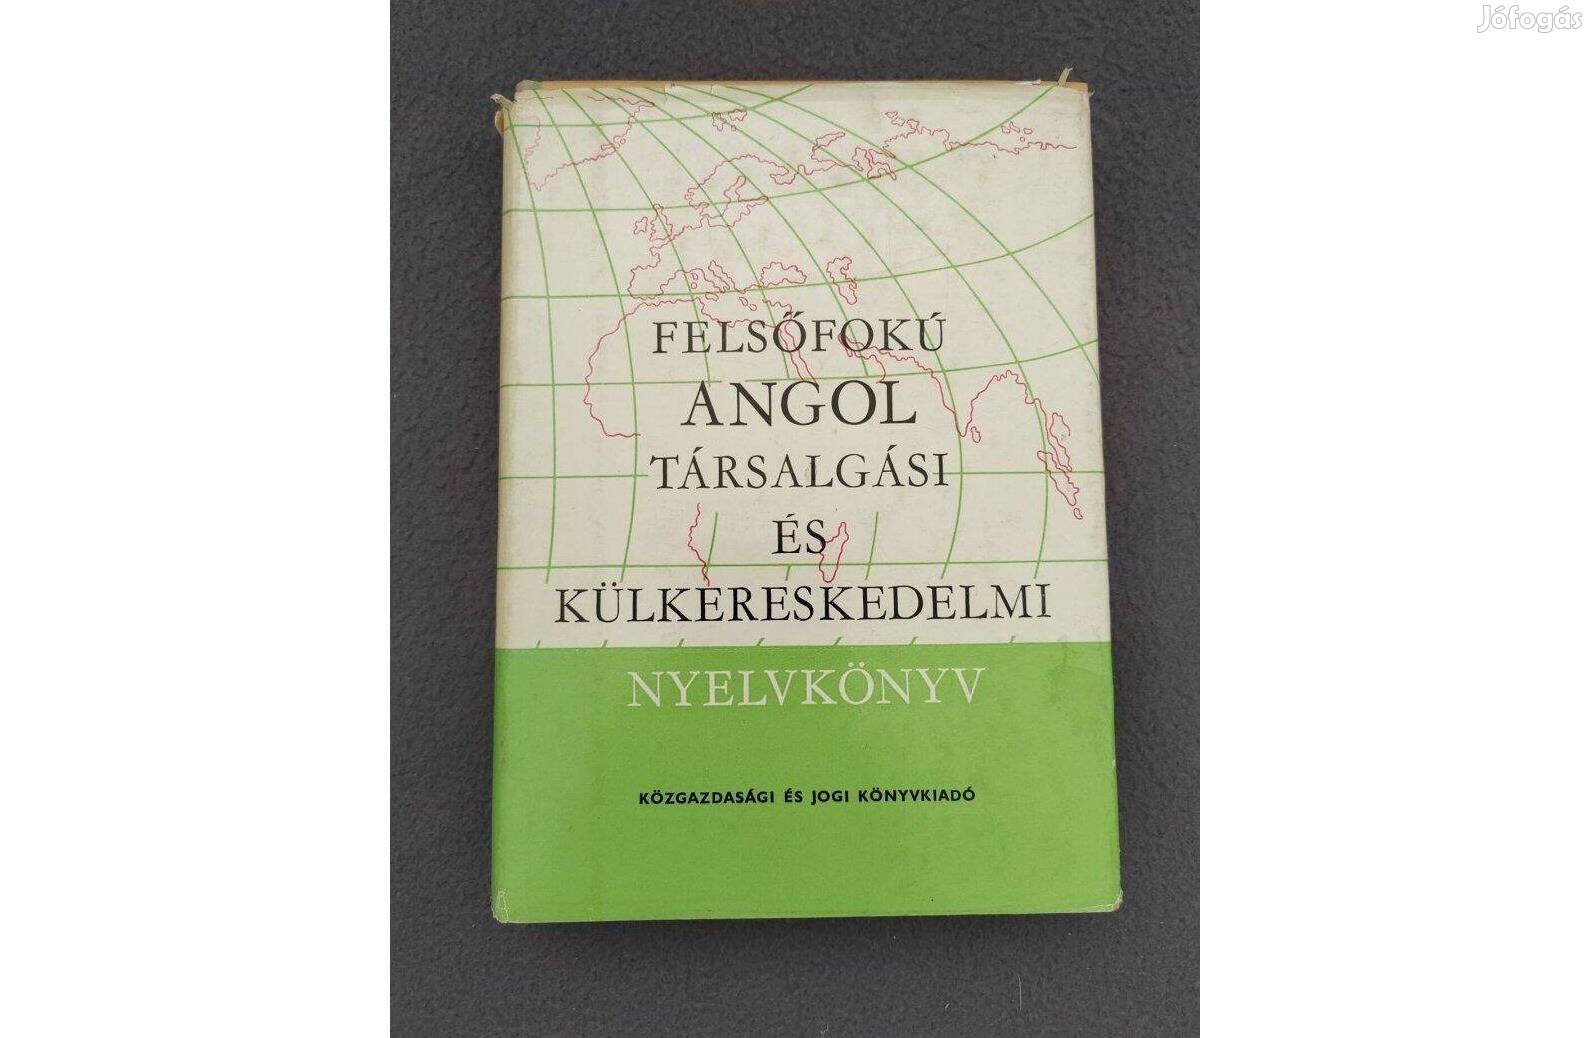 Jófogás
FELSŐFOKÚ
ANGOL
TÁRSALGÁSI
ÉS
KÜLKERESKEDELMI
NYELVKÖNYV
KÖZGAZDASÁGI ÉS JOGI KÖNYVKIADÓ